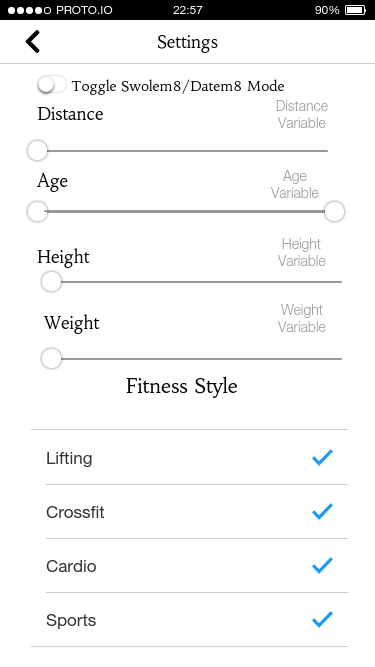 PROTO.IO 22:57 90%
Settings
Toggle Swolem8/Datem8 Mode
Distance
Distance
Variable
Age
Age
Variable
Height
Height
Variable
Weight
Weight
Variable
Fitness Style
Lifting
Crossfit
Cardio
Sports